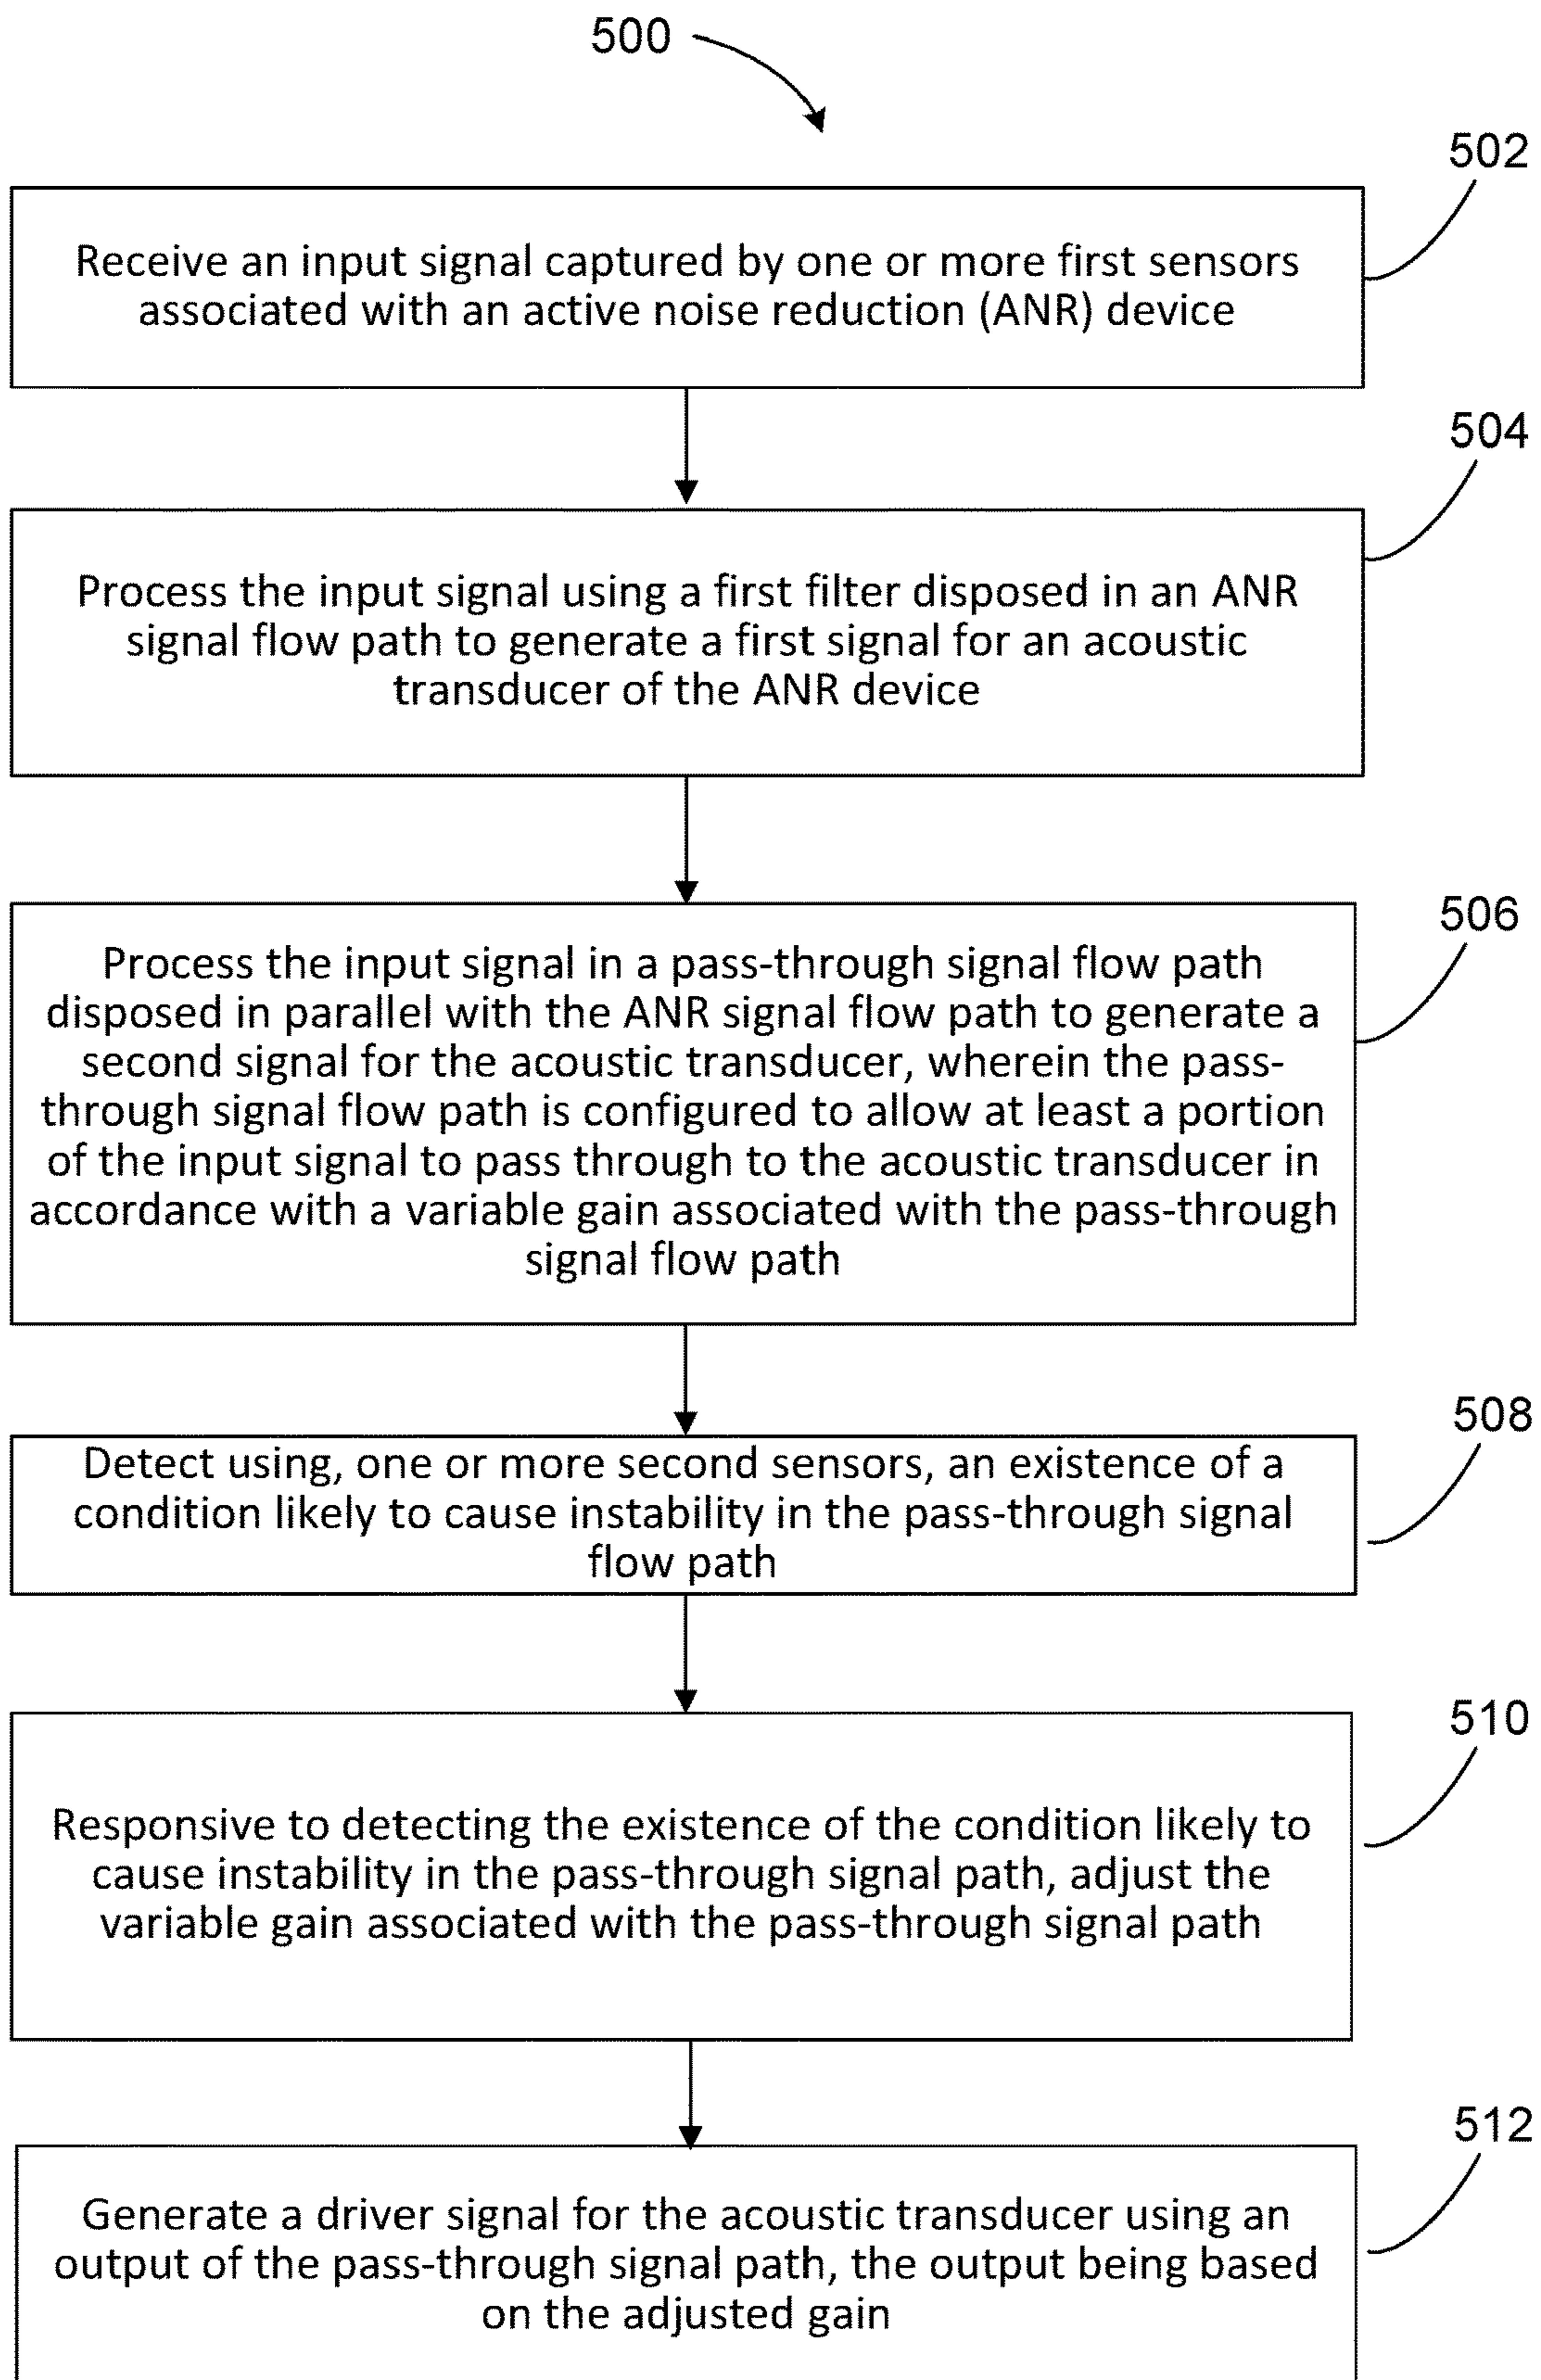 500
502
Receive an input signal captured by one or more first sensors
associated with an active noise reduction (ANR) device
504
Process the input signal using a first filter disposed in an ANR
signal flow path to generate a first signal for an acoustic
transducer of the ANR device
506
Process the input signal in a pass-through signal flow path
disposed in parallel with the ANR signal flow path to generate a
second signal for the acoustic transducer, wherein the pass-
through signal flow path is configured to allow at least a portion
of the input signal to pass through to the acoustic transducer in
accordance with a variable gain associated with the pass-through
signal flow path
508
Detect using, one or more second sensors, an existence of a
condition likely to cause instability in the pass-through signal
flow path
510
Responsive to detecting the existence of the condition likely to
cause instability in the pass-through signal path, adjust the
variable gain associated with the pass-through signal path
512
Generate a driver signal for the acoustic transducer using an
output of the pass-through signal path, the output being based
on the adjusted gain